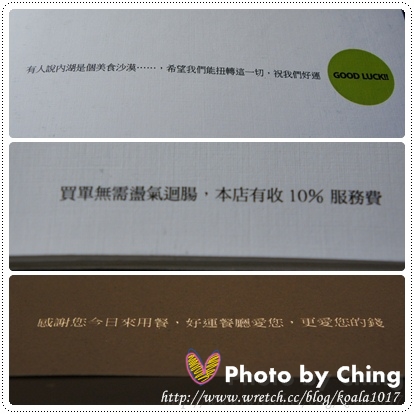 有人說內湖是個美食沙漠……，希望我們能扭轉這一切，祝我們好運
GOOD LUCK!!
買單無需盪氣迴腸，本店有收 10% 服務費
感謝您今日來用餐，好運餐廳愛您，更愛您的錢
Photo by Ching
http://www.wretch.cc/blog/koala1017